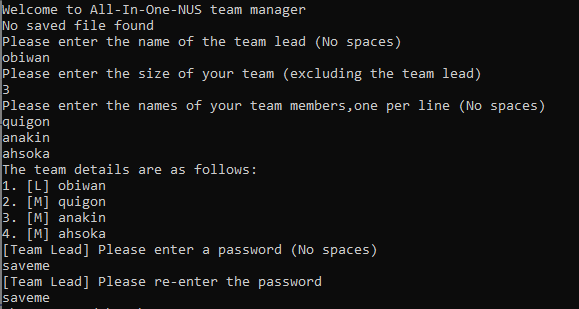 Welcome to All-In-One-NUS team manager
No saved file found
Please enter the name of the team lead (No spaces)
obiwan
Please enter the size of your team (excluding the team lead)
3
Please enter the names of your team members,one per line (No spaces)
quigon
anakin
ahsoka
The team details are as follows:
1. [L] obiwan
2. [M] quigon
3. [M] anakin
4. [M] ahsoka
[Team Lead] Please enter a password (No spaces)
saveme
[Team Lead] Please re-enter the password
saveme